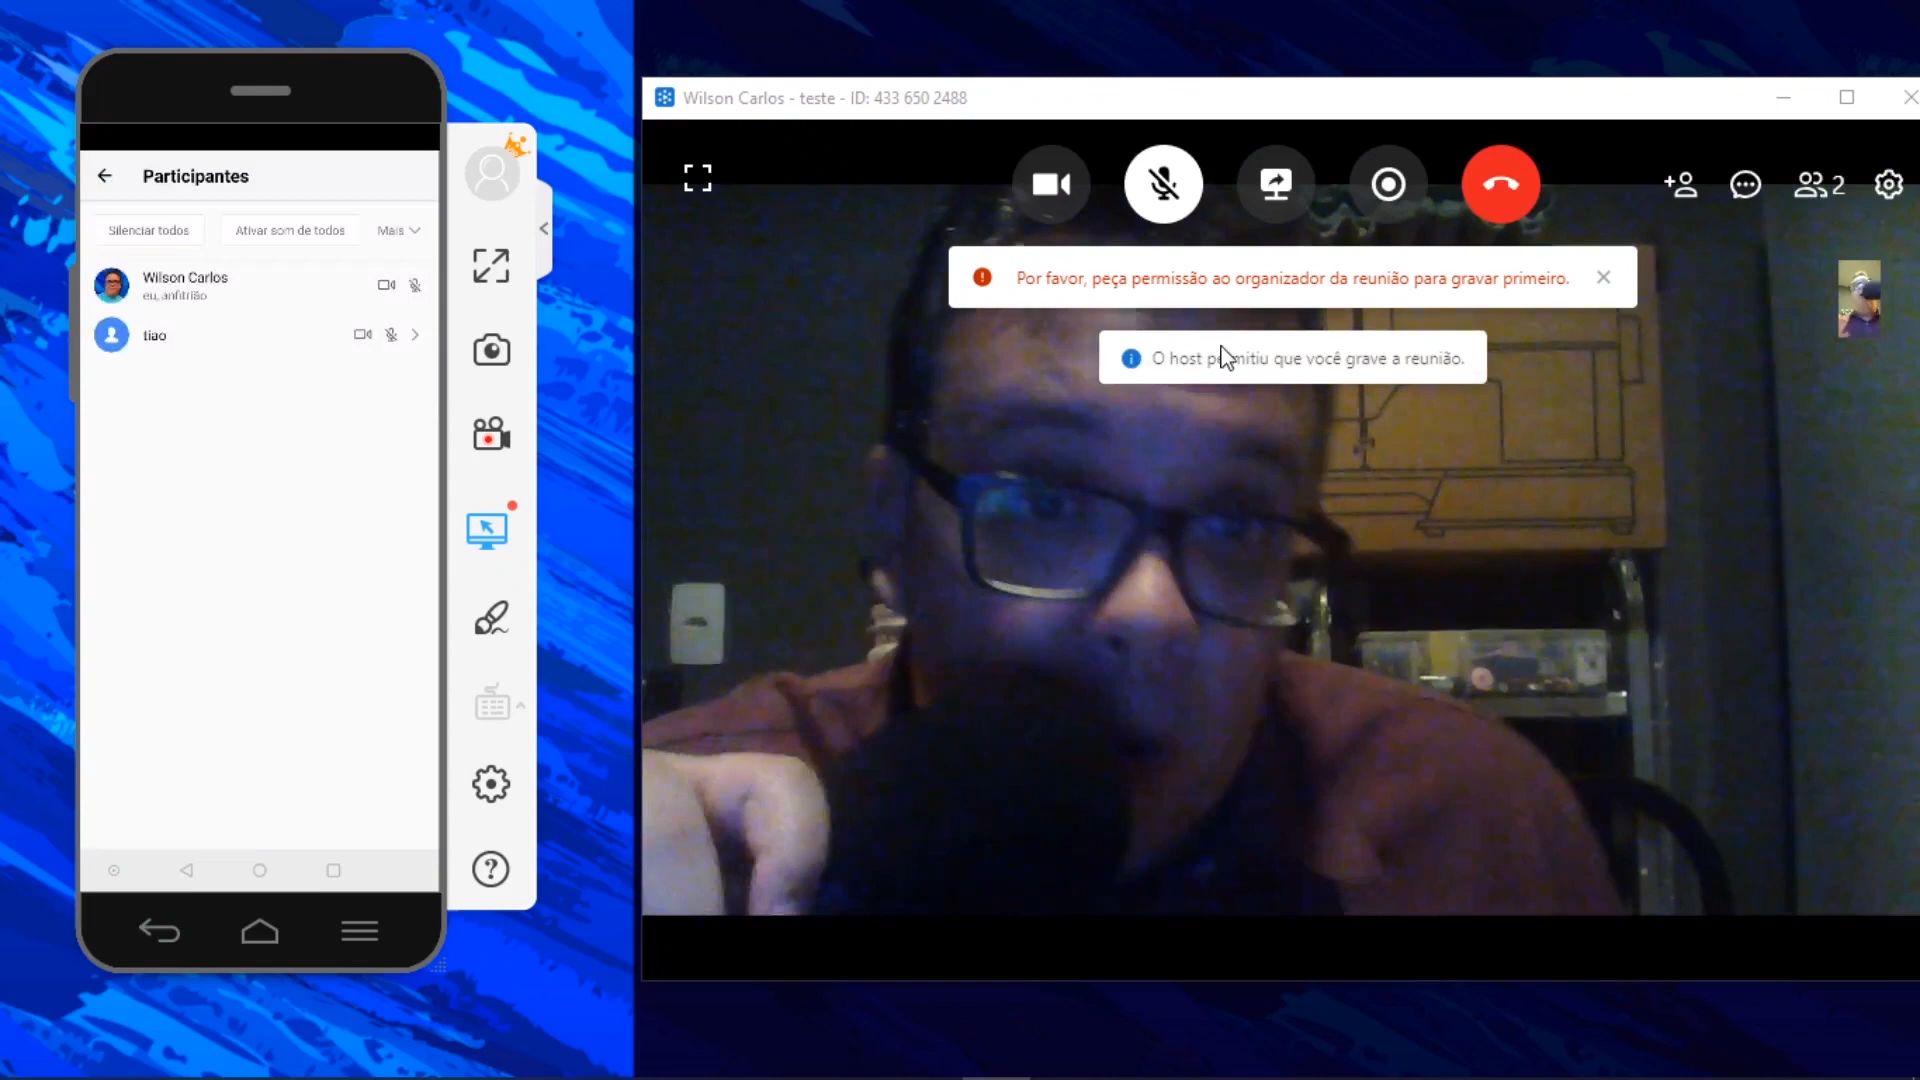 Participantes
Silenciar todos
Ativar som de todos
Mais
Wilson Carlos
eu, anfitrião
tiao
Wilson Carlos - teste - ID: 433 650 2488
2
Por favor, peça permissão ao organizador da reunião para gravar primeiro.
O host permitiu que você grave a reunião.